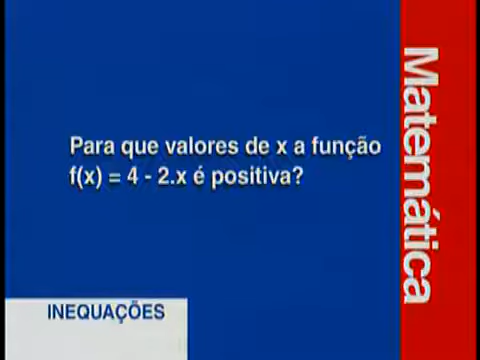 Para que valores de x a função
f(x) = 4 - 2.x é positiva?
Matemática
INEQUAÇÕES